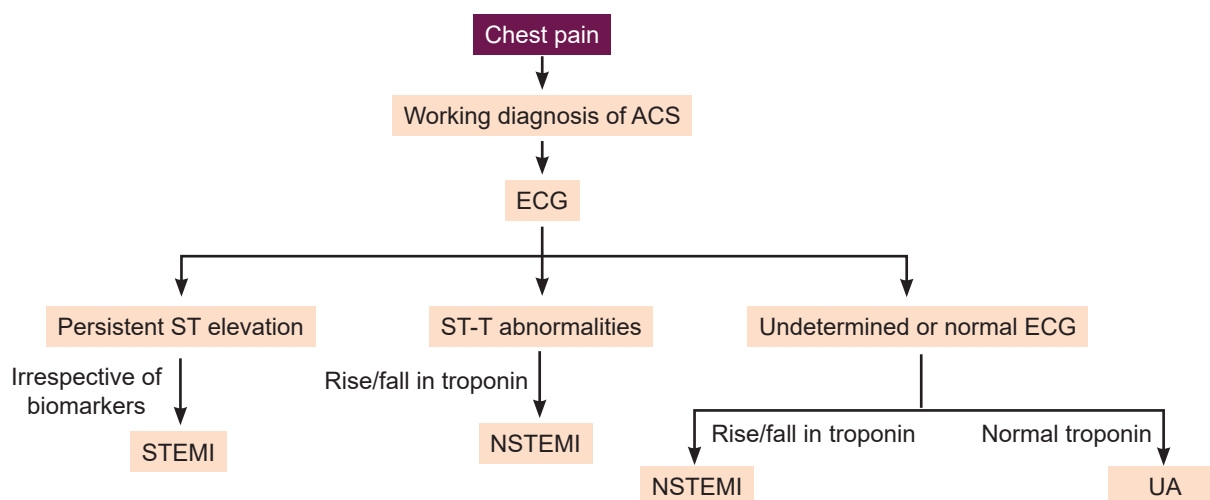 Chest pain
Working diagnosis of ACS
ECG
Persistent ST elevation
ST-T abnormalities
Undetermined or normal ECG
Irrespective of
biomarkers
Rise/fall in troponin
STEMI
NSTEMI
Rise/fall in troponin
Normal troponin
NSTEMI
UA